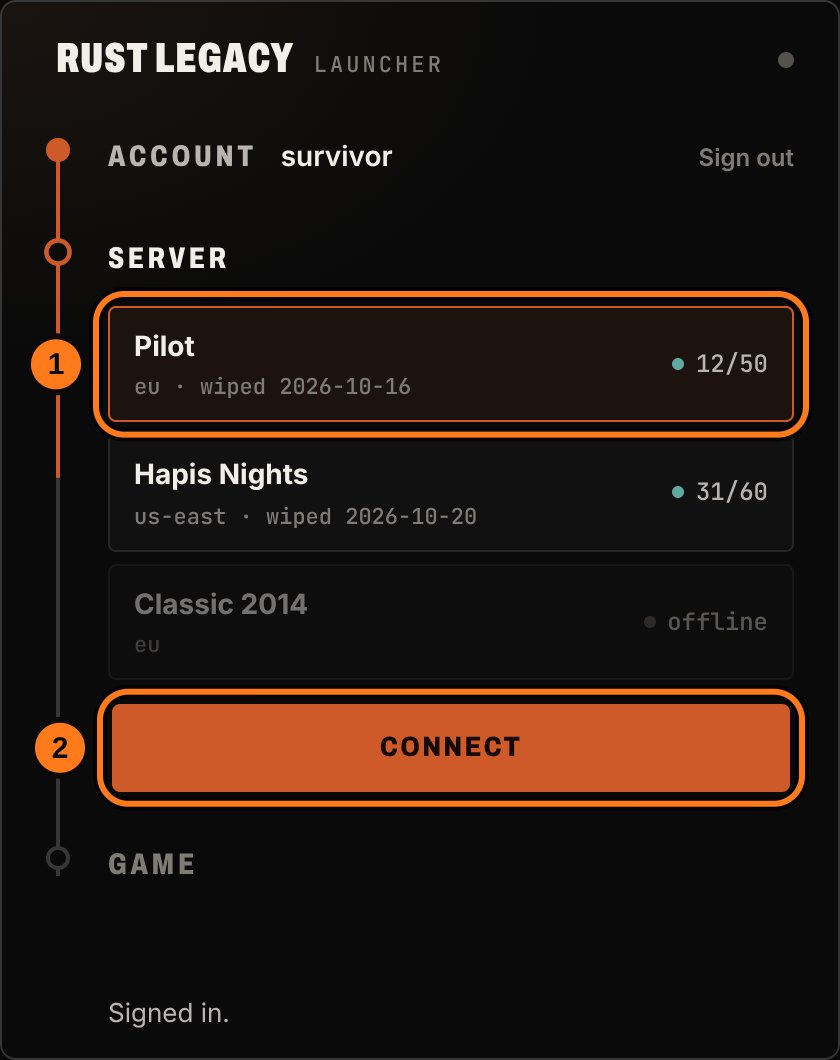 RUST LEGACY LAUNCHER
ACCOUNT survivor Sign out
SERVER
1
Pilot
eu · wiped 2026-10-16
12/50
Hapis Nights
us-east · wiped 2026-10-20
31/60
Classic 2014
eu
offline
2
CONNECT
GAME
Signed in.